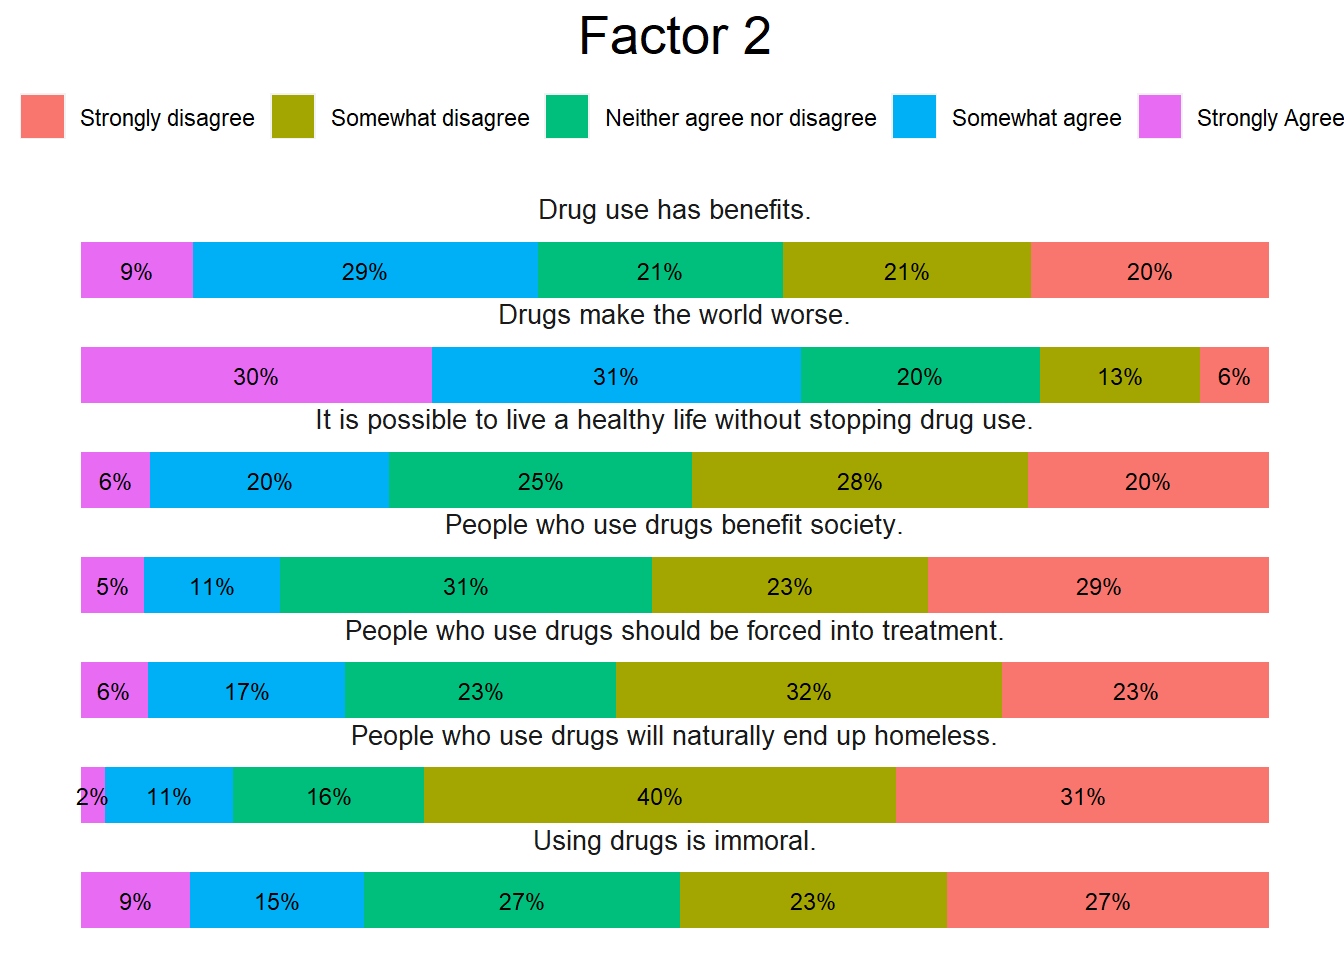 Factor 2
Strongly disagree Somewhat disagree Neither agree nor disagree Somewhat agree Strongly Agree
Drug use has benefits.
9% 29% 21% 21% 20%
Drugs make the world worse.
30% 31% 20% 13% 6%
It is possible to live a healthy life without stopping drug use.
6% 20% 25% 28% 20%
People who use drugs benefit society.
5% 11% 31% 23% 29%
People who use drugs should be forced into treatment.
6% 17% 23% 32% 23%
People who use drugs will naturally end up homeless.
2% 11% 16% 40% 31%
Using drugs is immoral.
9% 15% 27% 23% 27%